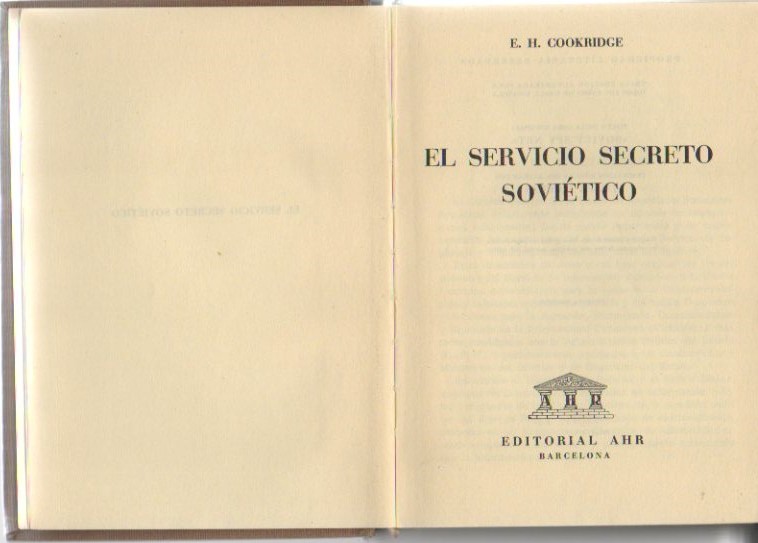 E. H. COOKRIDGE
EL SERVICIO SECRETO
SOVIÉTICO
A H R
EDITORIAL AHR
BARCELONA